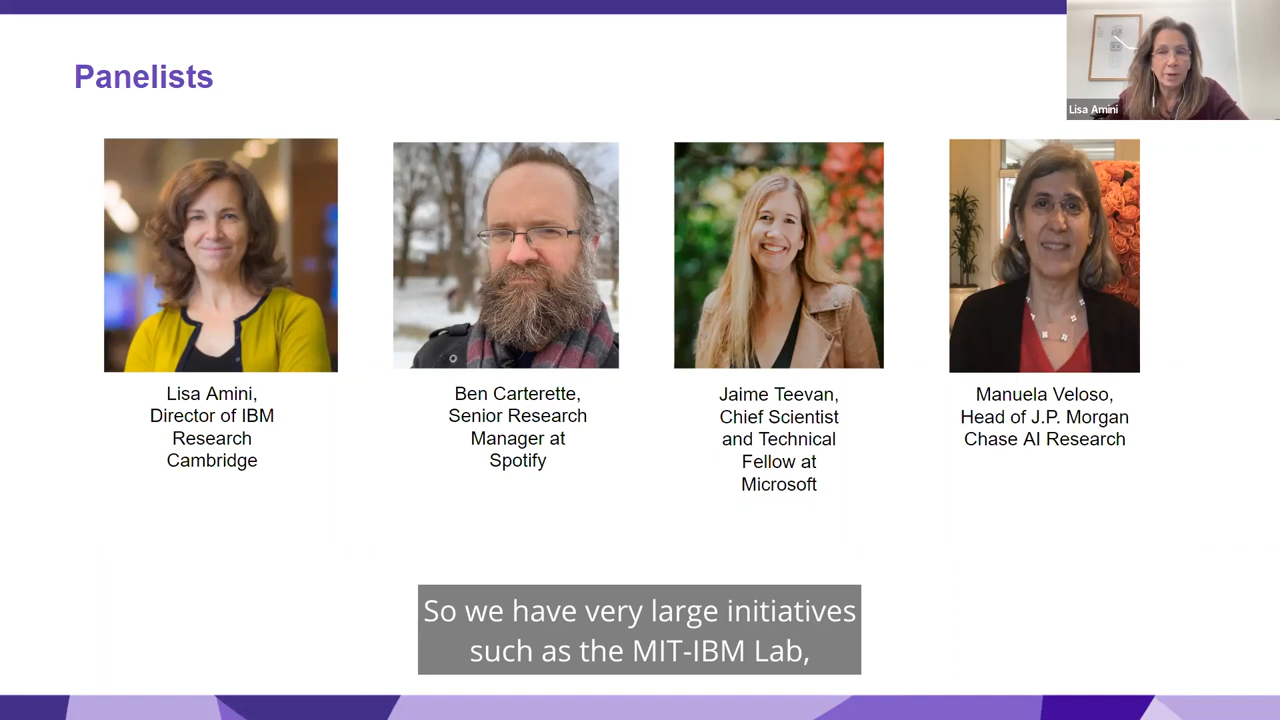 Panelists
Lisa Amini
Lisa Amini,
Director of IBM
Research
Cambridge
Ben Carterette,
Senior Research
Manager at
Spotify
Jaime Teevan,
Chief Scientist
and Technical
Fellow at
Microsoft
Manuela Veloso,
Head of J.P. Morgan
Chase AI Research
So we have very large initiatives
such as the MIT-IBM Lab,